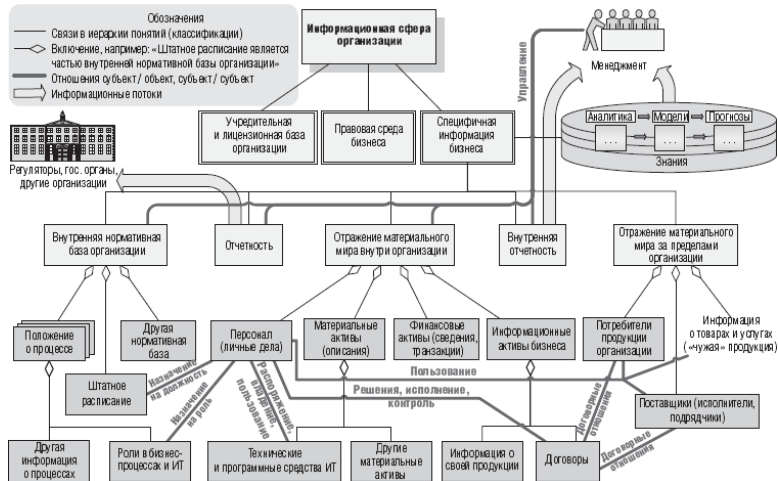 Обозначения
Связи в иерархии понятий (классификации)
Включение, например: «Штатное расписание является
частью внутренней нормативной базы организации»
Отношения субъект / объект, субъект / субъект
Информационные потоки
Информационная сфера
организации
Управление
Менеджмент
Учредительная
и лицензионная база
организации
Правовая среда
бизнеса
Специфичная
информация
бизнеса
Аналитика
Модели
Прогнозы
...
...
...
Знания
Регуляторы, гос. органы,
другие организации
Внутренняя нормативная
база организации
Отчетность
Отражение материального
мира внутри организации
Внутренняя
отчетность
Отражение материального
мира за пределами
организации
Положение
о процессе
Другая
нормативная
база
Персонал
(личные дела)
Материальные
активы
(описания)
Финансовые
активы (сведения,
транзакции)
Информационные
активы бизнеса
Потребители
продукции
организации
Информация
о товарах и услугах
(«чужая» продукция)
Штатное
расписание
Назначение
на должность
Назначение
на роль
Распоряжение,
владение,
пользование
Пользование
Решения, исполнение,
контроль
Договорные
отношения
Поставщики (исполнители,
подрядчики)
Договорные
отношения
Другая
информация
о процессах
Роли в бизнес-
процессах и ИТ
Технические
и программные средства ИТ
Другие
материальные
активы
Информация о
своей продукции
Договоры